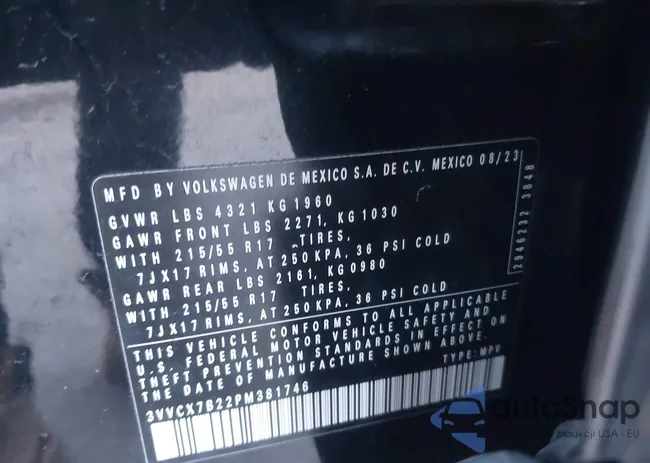 MFD BY VOLKSWAGEN DE MEXICO S.A. DE C.V. MEXICO 08/23
GVWR LBS 4321 KG 1960
GAWR FRONT LBS 2271, KG 1030
WITH 215/55 R17 TIRES,
7JX17 RIMS, AT 250 KPA, 36 PSI COLD
GAWR REAR LBS 2161, KG 0980
WITH 215/55 R17 TIRES,
7JX17 RIMS, AT 250 KPA, 36 PSI COLD
THIS VEHICLE CONFORMS TO ALL APPLICABLE
U.S. FEDERAL MOTOR VEHICLE SAFETY AND
THEFT PREVENTION STANDARDS IN EFFECT ON
THE DATE OF MANUFACTURE SHOWN ABOVE.
TYPE: MPV
3VVCX7B22PM381746
2946232 3848
autoSnap
aukcji USA i EU